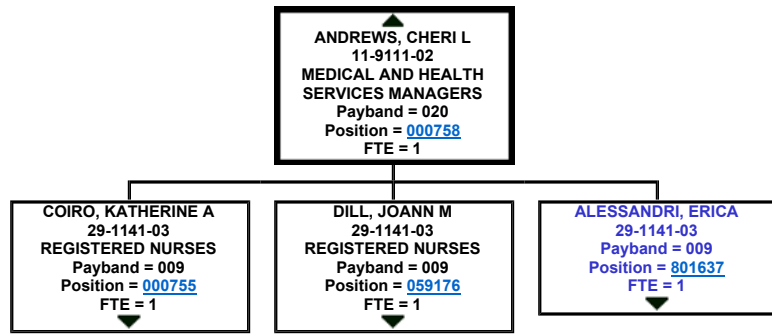 ANDREWS, CHERI L
11-9111-02
MEDICAL AND HEALTH
SERVICES MANAGERS
Payband = 020
Position = 000758
FTE = 1
COIRO, KATHERINE A
29-1141-03
REGISTERED NURSES
Payband = 009
Position = 000755
FTE = 1
DILL, JOANN M
29-1141-03
REGISTERED NURSES
Payband = 009
Position = 059176
FTE = 1
ALESSANDRI, ERICA
29-1141-03
Payband = 009
Position = 801637
FTE = 1